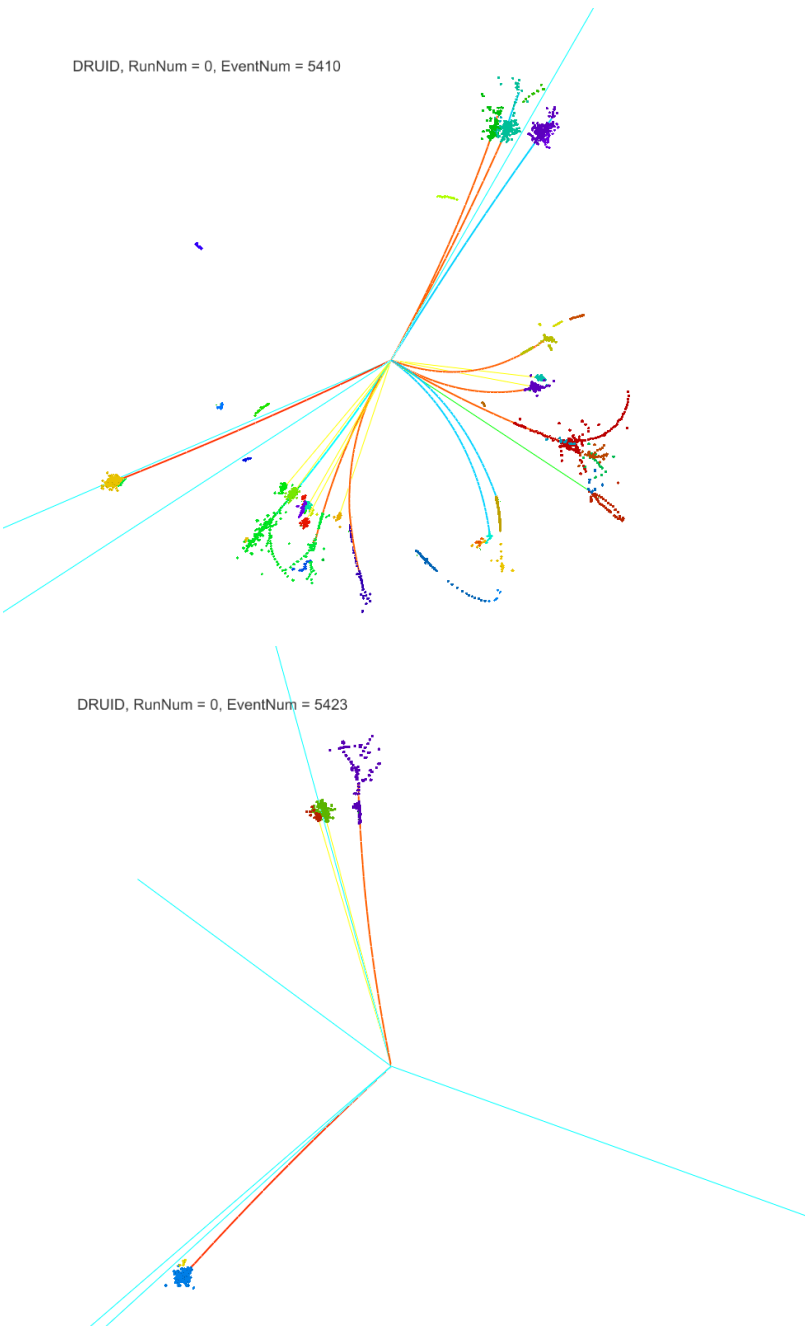 DRUID, RunNum = 0, EventNum = 5410
DRUID, RunNum = 0, EventNum = 5423